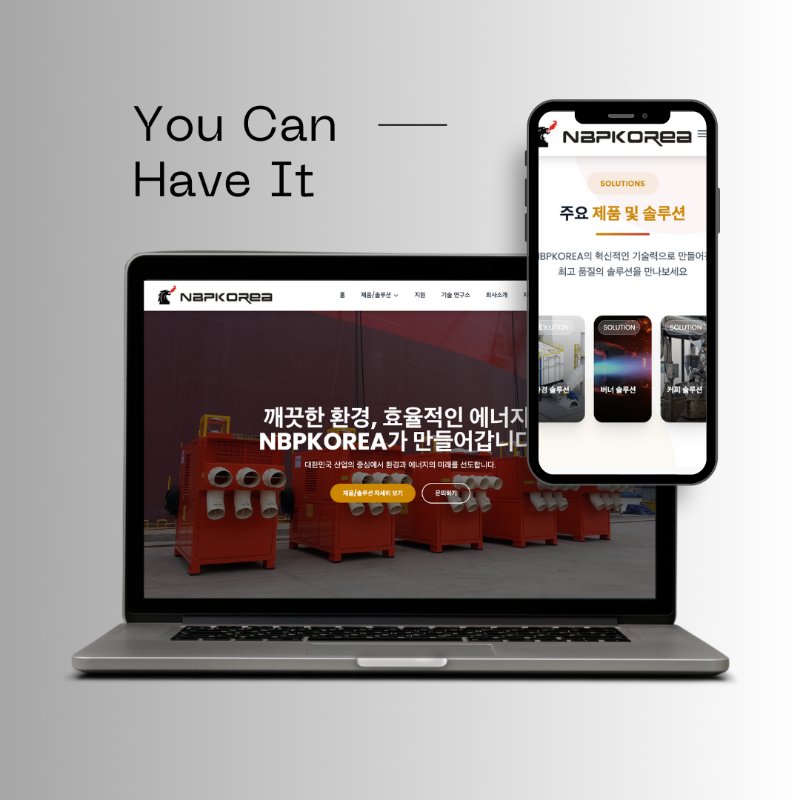 You Can
Have It
NBPKOREA
홈 제품/솔루션 지원 기술 연구소 회사소개
깨끗한 환경, 효율적인 에너지
NBPKOREA가 만들어갑니다
대한민국 산업의 중심에서 환경과 에너지의 미래를 선도합니다.
제품/솔루션 자세히 보기 문의하기
NBPKOREA
SOLUTIONS
주요 제품 및 솔루션
NBPKOREA의 혁신적인 기술력으로 만들어진
최고 품질의 솔루션을 만나보세요
SOLUTION SOLUTION SOLUTION
환경 솔루션 버너 솔루션 커피 솔루션